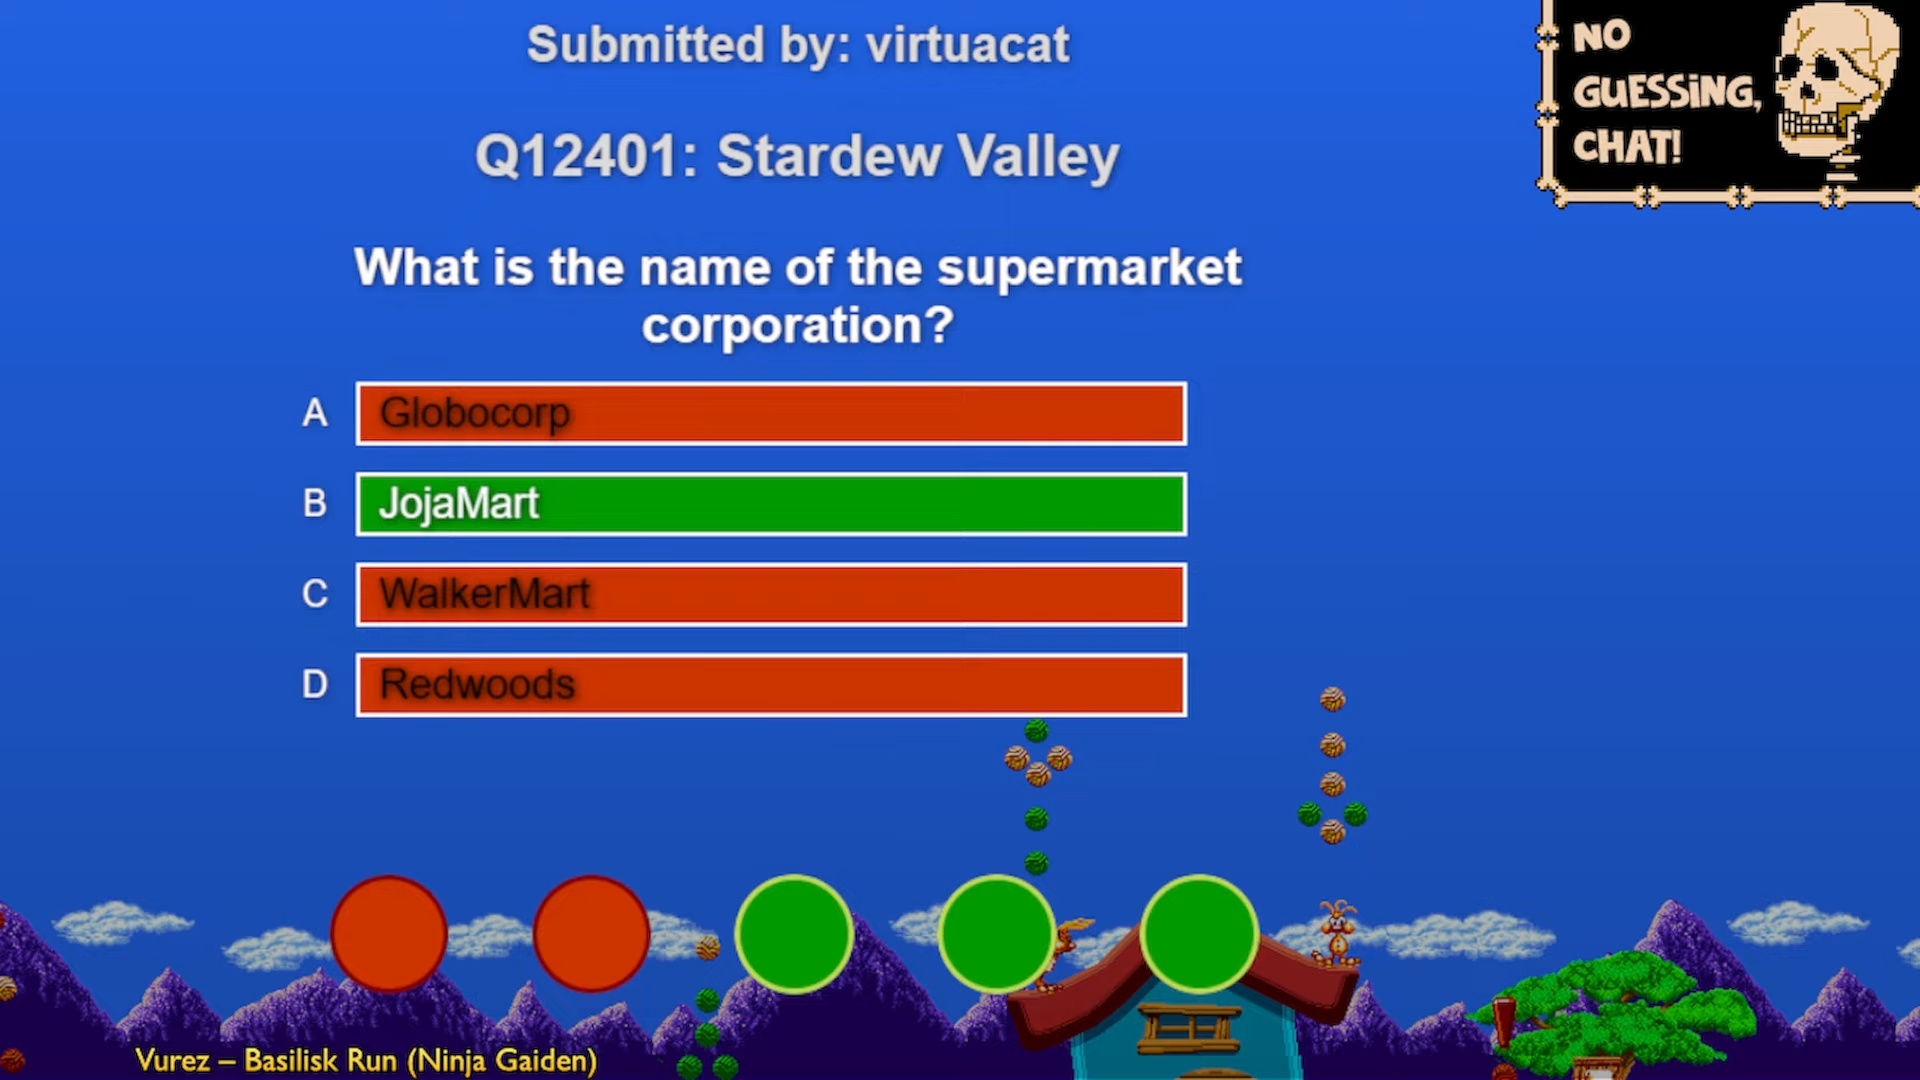 Submitted by: virtuacat
NO
GUESSiNG,
CHAT!
Q12401: Stardew Valley
What is the name of the supermarket
corporation?
A Globocorp
B JojaMart
C WalkerMart
D Redwoods
Vurez – Basilisk Run (Ninja Gaiden)